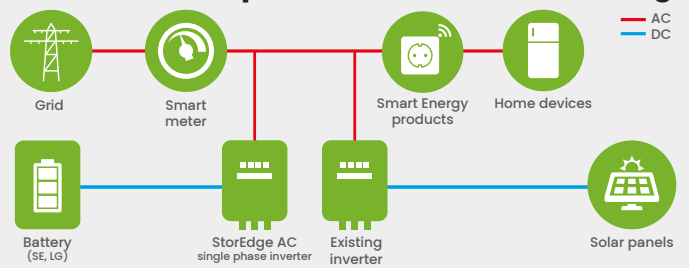 AC
DC
Grid
Smart
meter
Smart Energy
products
Home devices
Battery
(SE, LG)
StorEdge AC
single phase inverter
Existing
inverter
Solar panels